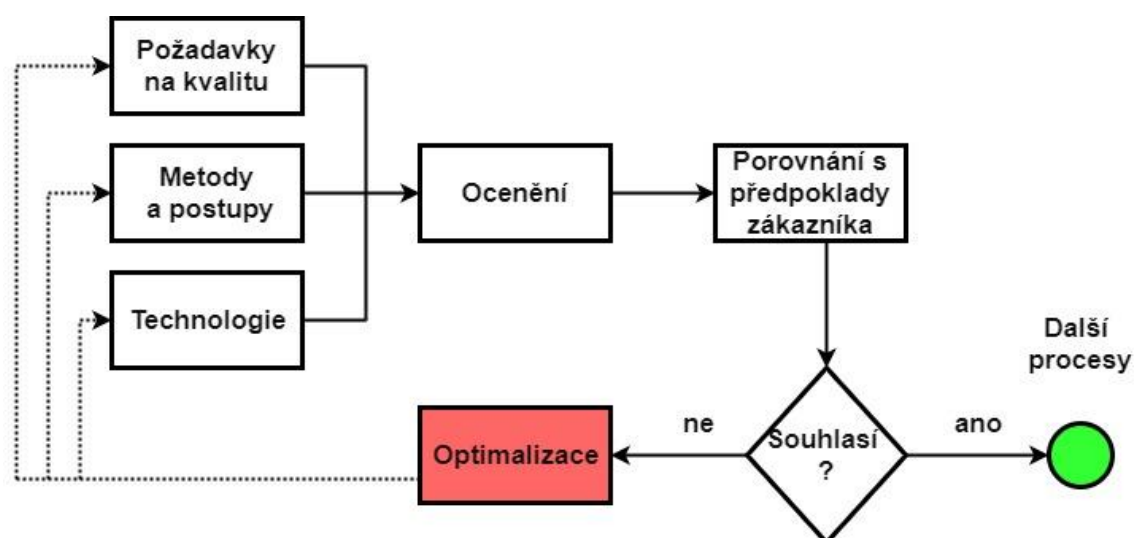 Požadavky
na kvalitu
Metody
a postupy
Technologie
Ocenění
Porovnání s
předpoklady
zákazníka
Další
procesy
Souhlasí
?
ne
ano
Optimalizace